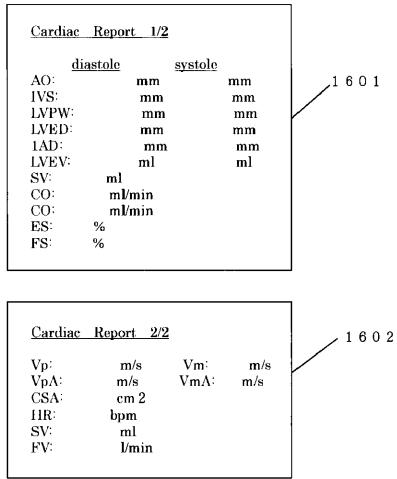 Cardiac Report 1/2
diastole systole
AO: mm mm
IVS: mm mm
LVPW: mm mm
LVED: mm mm
1AD: mm mm
LVEV: ml ml
SV: ml
CO: ml/min
CO: ml/min
ES: %
FS: %
1601
Cardiac Report 2/2
Vp: m/s Vm: m/s
VpA: m/s VmA: m/s
CSA: cm2
HR: bpm
SV: ml
FV: l/min
1602